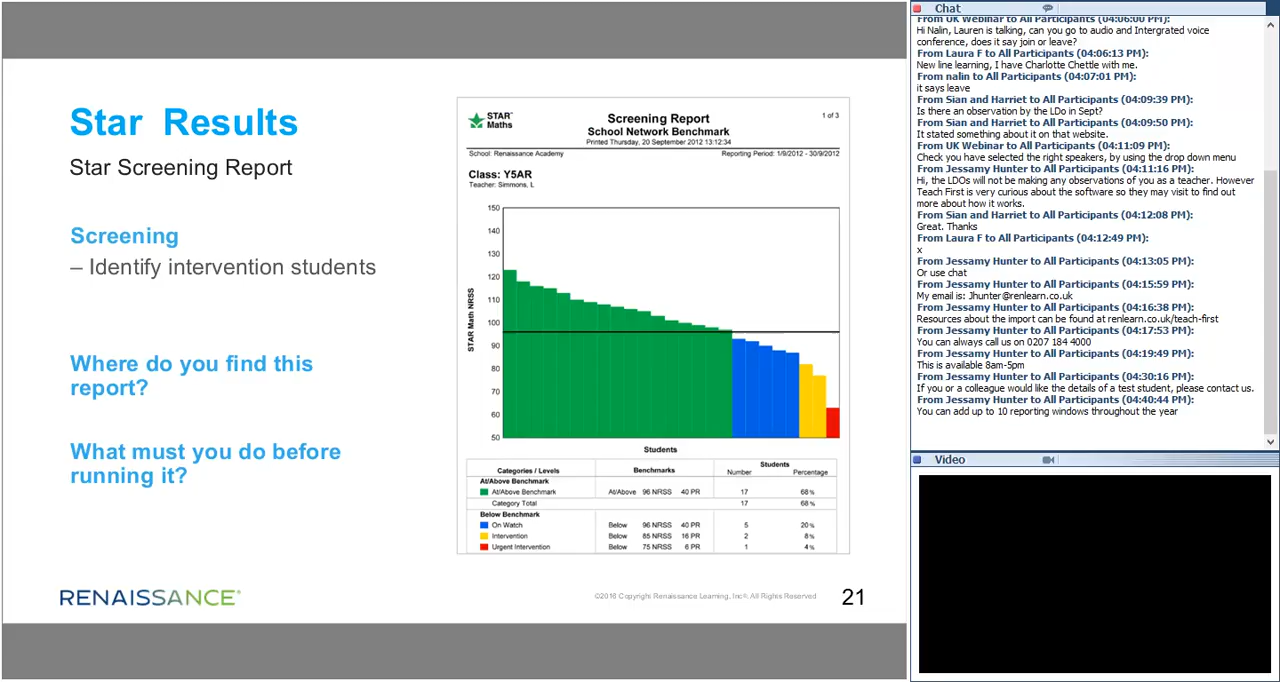 Star Results
Star Screening Report
Screening
– Identify intervention students
Where do you find this
report?
What must you do before
running it?
STAR™
Maths
Screening Report
School Network Benchmark
Printed Thursday, 20 September 2012 13:12:34
1 of 3
School: Renaissance Academy
Reporting Period: 1/9/2012 - 30/9/2012
Class: Y5AR
Teacher: Simmons, L
STAR Math NRSS
150
140
130
120
110
100
90
80
70
60
50
Students
Categories / Levels Benchmarks Students
Number Percentage
At/Above Benchmark
At/Above Benchmark At/Above 96 NRSS 40 PR 17 68%
Category Total 17 68%
Below Benchmark
On Watch Below 96 NRSS 40 PR 5 20%
Intervention Below 85 NRSS 16 PR 2 8%
Urgent Intervention Below 75 NRSS 6 PR 1 4%
RENAISSANCE®
©2016 Copyright Renaissance Learning, Inc®. All Rights Reserved
21
Chat
From UK Webinar to All Participants (04:06:00 PM):
Hi Nalin, Lauren is talking, can you go to audio and Intergrated voice
conference, does it say join or leave?
From Laura F to All Participants (04:06:13 PM):
New line learning, I have Charlotte Chettle with me.
From nalin to All Participants (04:07:01 PM):
it says leave
From Sian and Harriet to All Participants (04:09:39 PM):
Is there an observation by the LDo in Sept?
From Sian and Harriet to All Participants (04:09:50 PM):
It stated something about it on that website.
From UK Webinar to All Participants (04:11:09 PM):
Check you have selected the right speakers, by using the drop down menu
From Jessamy Hunter to All Participants (04:11:16 PM):
Hi, the LDOs will not be making any observations of you as a teacher. However
Teach First is very curious about the software so they may visit to find out
more about how it works.
From Sian and Harriet to All Participants (04:12:08 PM):
Great. Thanks
From Laura F to All Participants (04:12:49 PM):
x
From Jessamy Hunter to All Participants (04:13:05 PM):
Or use chat
From Jessamy Hunter to All Participants (04:15:59 PM):
My email is: Jhunter@renlearn.co.uk
From Jessamy Hunter to All Participants (04:16:38 PM):
Resources about the import can be found at renlearn.co.uk/teach-first
From Jessamy Hunter to All Participants (04:17:53 PM):
You can always call us on 0207 184 4000
From Jessamy Hunter to All Participants (04:19:49 PM):
This is available 8am-5pm
From Jessamy Hunter to All Participants (04:30:16 PM):
If you or a colleague would like the details of a test student, please contact us.
From Jessamy Hunter to All Participants (04:40:44 PM):
You can add up to 10 reporting windows throughout the year
Video